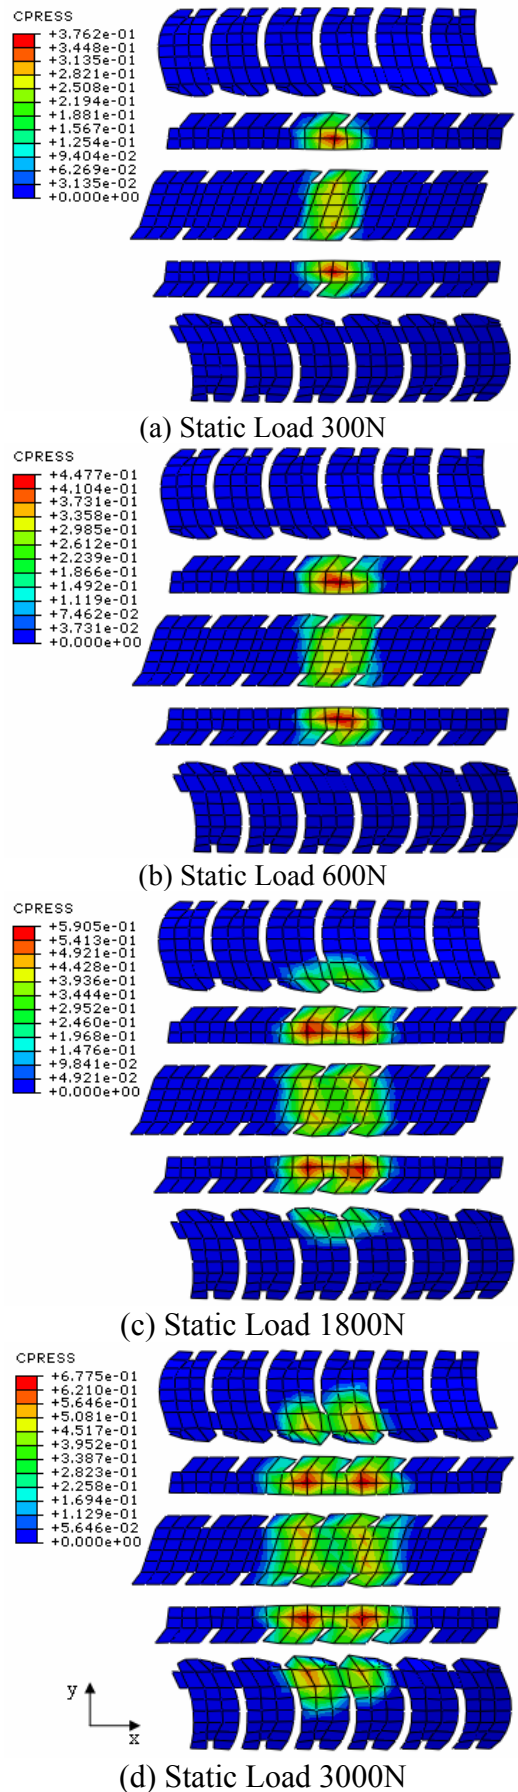 CPRESS
+3.762e-01
+3.448e-01
+3.135e-01
+2.821e-01
+2.508e-01
+2.194e-01
+1.881e-01
+1.567e-01
+1.254e-01
+9.404e-02
+6.269e-02
+3.135e-02
+0.000e+00
(a) Static Load 300N
CPRESS
+4.477e-01
+4.104e-01
+3.731e-01
+3.358e-01
+2.985e-01
+2.612e-01
+2.239e-01
+1.866e-01
+1.492e-01
+1.119e-01
+7.462e-02
+3.731e-02
+0.000e+00
(b) Static Load 600N
CPRESS
+5.905e-01
+5.413e-01
+4.921e-01
+4.428e-01
+3.936e-01
+3.444e-01
+2.952e-01
+2.460e-01
+1.968e-01
+1.476e-01
+9.841e-02
+4.921e-02
+0.000e+00
(c) Static Load 1800N
CPRESS
+6.775e-01
+6.210e-01
+5.646e-01
+5.081e-01
+4.517e-01
+3.952e-01
+3.387e-01
+2.823e-01
+2.258e-01
+1.694e-01
+1.129e-01
+5.646e-02
+0.000e+00
y
x
(d) Static Load 3000N